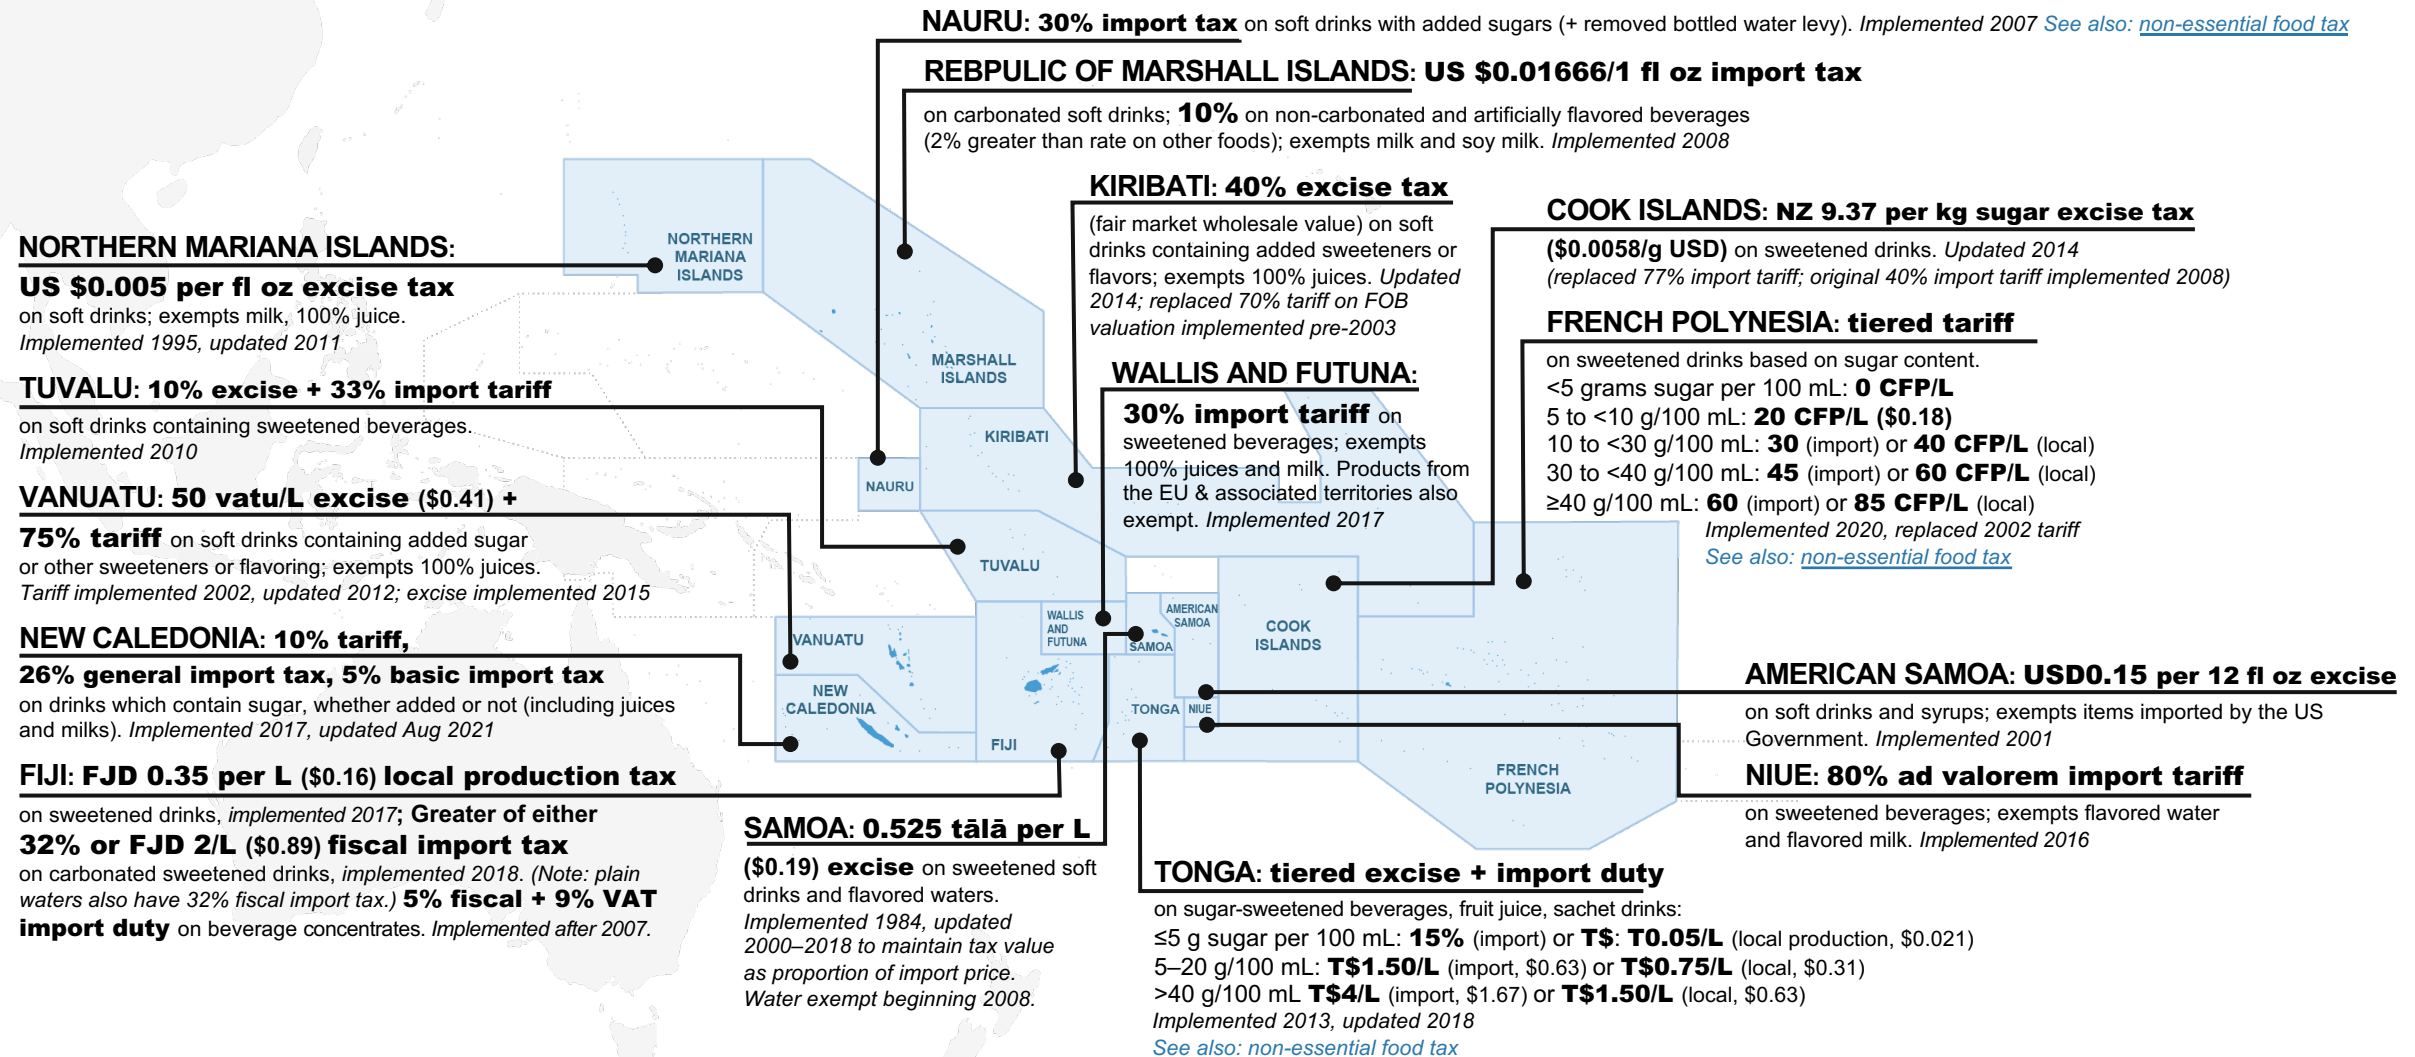 NAURU: 30% import tax on soft drinks with added sugars (+ removed bottled water levy). Implemented 2007 See also: non-essential food tax
REBPULIC OF MARSHALL ISLANDS: US $0.01666/1 fl oz import tax
on carbonated soft drinks; 10% on non-carbonated and artificially flavored beverages
(2% greater than rate on other foods); exempts milk and soy milk. Implemented 2008
KIRIBATI: 40% excise tax
(fair market wholesale value) on soft
drinks containing added sweeteners or
flavors; exempts 100% juices. Updated
2014; replaced 70% tariff on FOB
valuation implemented pre-2003
COOK ISLANDS: NZ 9.37 per kg sugar excise tax
($0.0058/g USD) on sweetened drinks. Updated 2014
(replaced 77% import tariff; original 40% import tariff implemented 2008)
FRENCH POLYNESIA: tiered tariff
on sweetened drinks based on sugar content.
<5 grams sugar per 100 mL: 0 CFP/L
5 to <10 g/100 mL: 20 CFP/L ($0.18)
10 to <30 g/100 mL: 30 (import) or 40 CFP/L (local)
30 to <40 g/100 mL: 45 (import) or 60 CFP/L (local)
≥40 g/100 mL: 60 (import) or 85 CFP/L (local)
Implemented 2020, replaced 2002 tariff
See also: non-essential food tax
WALLIS AND FUTUNA:
30% import tariff on
sweetened beverages; exempts
100% juices and milk. Products from
the EU & associated territories also
exempt. Implemented 2017
NORTHERN MARIANA ISLANDS:
US $0.005 per fl oz excise tax
on soft drinks; exempts milk, 100% juice.
Implemented 1995, updated 2011
TUVALU: 10% excise + 33% import tariff
on soft drinks containing sweetened beverages.
Implemented 2010
VANUATU: 50 vatu/L excise ($0.41) +
75% tariff on soft drinks containing added sugar
or other sweeteners or flavoring; exempts 100% juices.
Tariff implemented 2002, updated 2012; excise implemented 2015
NEW CALEDONIA: 10% tariff,
26% general import tax, 5% basic import tax
on drinks which contain sugar, whether added or not (including juices
and milks). Implemented 2017, updated Aug 2021
FIJI: FJD 0.35 per L ($0.16) local production tax
on sweetened drinks, implemented 2017; Greater of either
32% or FJD 2/L ($0.89) fiscal import tax
on carbonated sweetened drinks, implemented 2018. (Note: plain
waters also have 32% fiscal import tax.) 5% fiscal + 9% VAT
import duty on beverage concentrates. Implemented after 2007.
NORTHERN
MARIANA
ISLANDS
MARSHALL
ISLANDS
KIRIBATI
NAURU
TUVALU
WALLIS
AND
FUTUNA
AMERICAN
SAMOA
SAMOA
COOK
ISLANDS
VANUATU
NEW
CALEDONIA
FIJI
TONGA
NIUE
FRENCH
POLYNESIA
AMERICAN SAMOA: USD0.15 per 12 fl oz excise
on soft drinks and syrups; exempts items imported by the US
Government. Implemented 2001
NIUE: 80% ad valorem import tariff
on sweetened beverages; exempts flavored water
and flavored milk. Implemented 2016
SAMOA: 0.525 tālā per L
($0.19) excise on sweetened soft
drinks and flavored waters.
Implemented 1984, updated
2000–2018 to maintain tax value
as proportion of import price.
Water exempt beginning 2008.
TONGA: tiered excise + import duty
on sugar-sweetened beverages, fruit juice, sachet drinks:
≤5 g sugar per 100 mL: 15% (import) or T$: T0.05/L (local production, $0.021)
5–20 g/100 mL: T$1.50/L (import, $0.63) or T$0.75/L (local, $0.31)
>40 g/100 mL T$4/L (import, $1.67) or T$1.50/L (local, $0.63)
Implemented 2013, updated 2018
See also: non-essential food tax